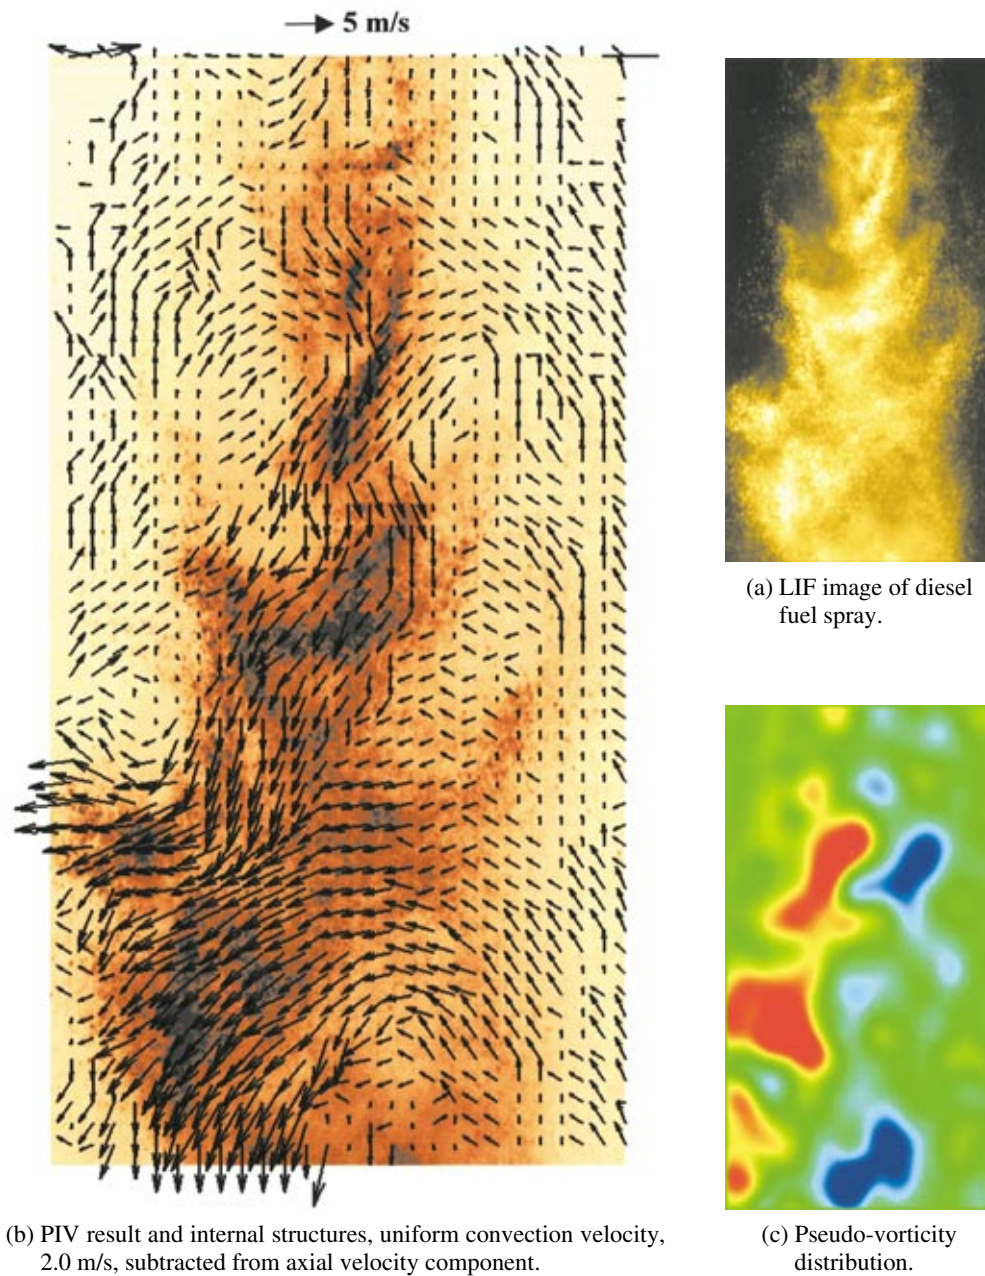 5 m/s
(a) LIF image of diesel
fuel spray.
(b) PIV result and internal structures, uniform convection velocity,
2.0 m/s, subtracted from axial velocity component.
(c) Pseudo-vorticity
distribution.